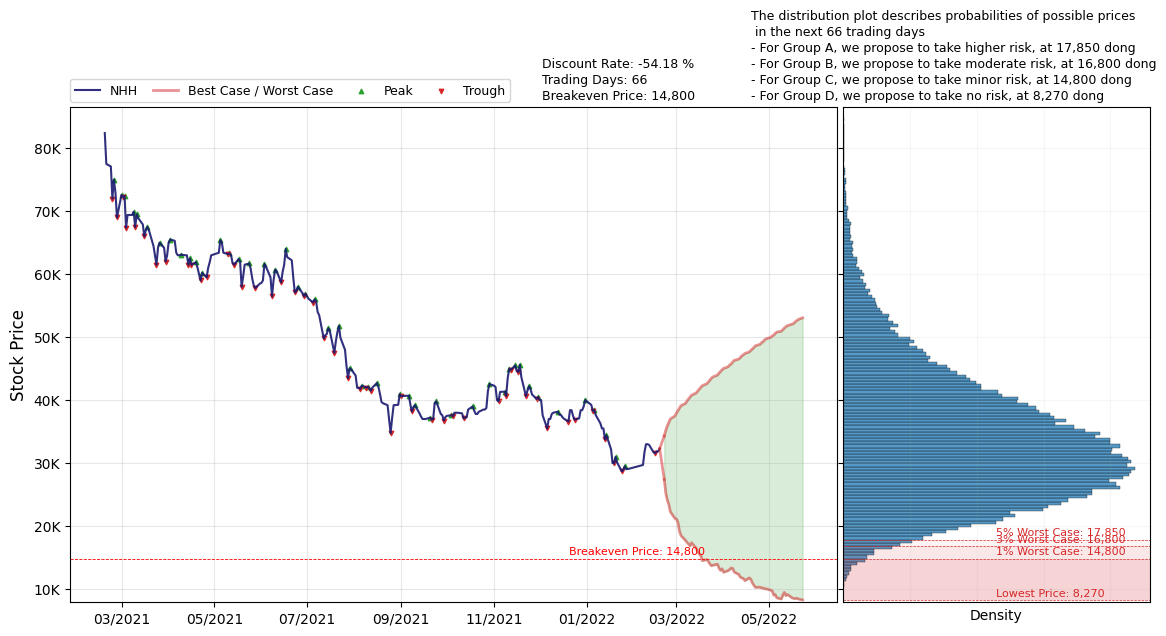 The distribution plot describes probabilities of possible prices
in the next 66 trading days
- For Group A, we propose to take higher risk, at 17,850 dong
- For Group B, we propose to take moderate risk, at 16,800 dong
- For Group C, we propose to take minor risk, at 14,800 dong
- For Group D, we propose to take no risk, at 8,270 dong
Discount Rate: -54.18 %
Trading Days: 66
Breakeven Price: 14,800
NHH
Best Case / Worst Case
Peak
Trough
Stock Price
80K
70K
60K
50K
40K
30K
20K
10K
Breakeven Price: 14,800
5% Worst Case: 17,850
3% Worst Case: 16,800
1% Worst Case: 14,800
Lowest Price: 8,270
03/2021
05/2021
07/2021
09/2021
11/2021
01/2022
03/2022
05/2022
Density